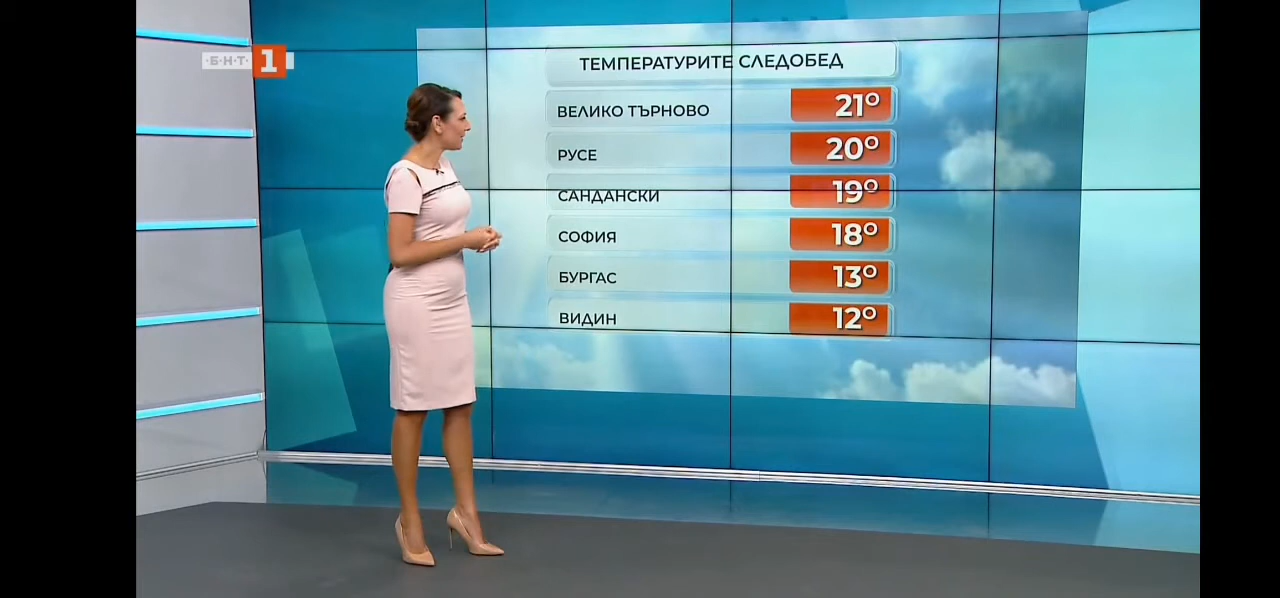 БНТ 1
ТЕМПЕРАТУРИТЕ СЛЕДОБЕД
ВЕЛИКО ТЪРНОВО 21°
РУСЕ 20°
САНДАНСКИ 19°
СОФИЯ 18°
БУРГАС 13°
ВИДИН 12°